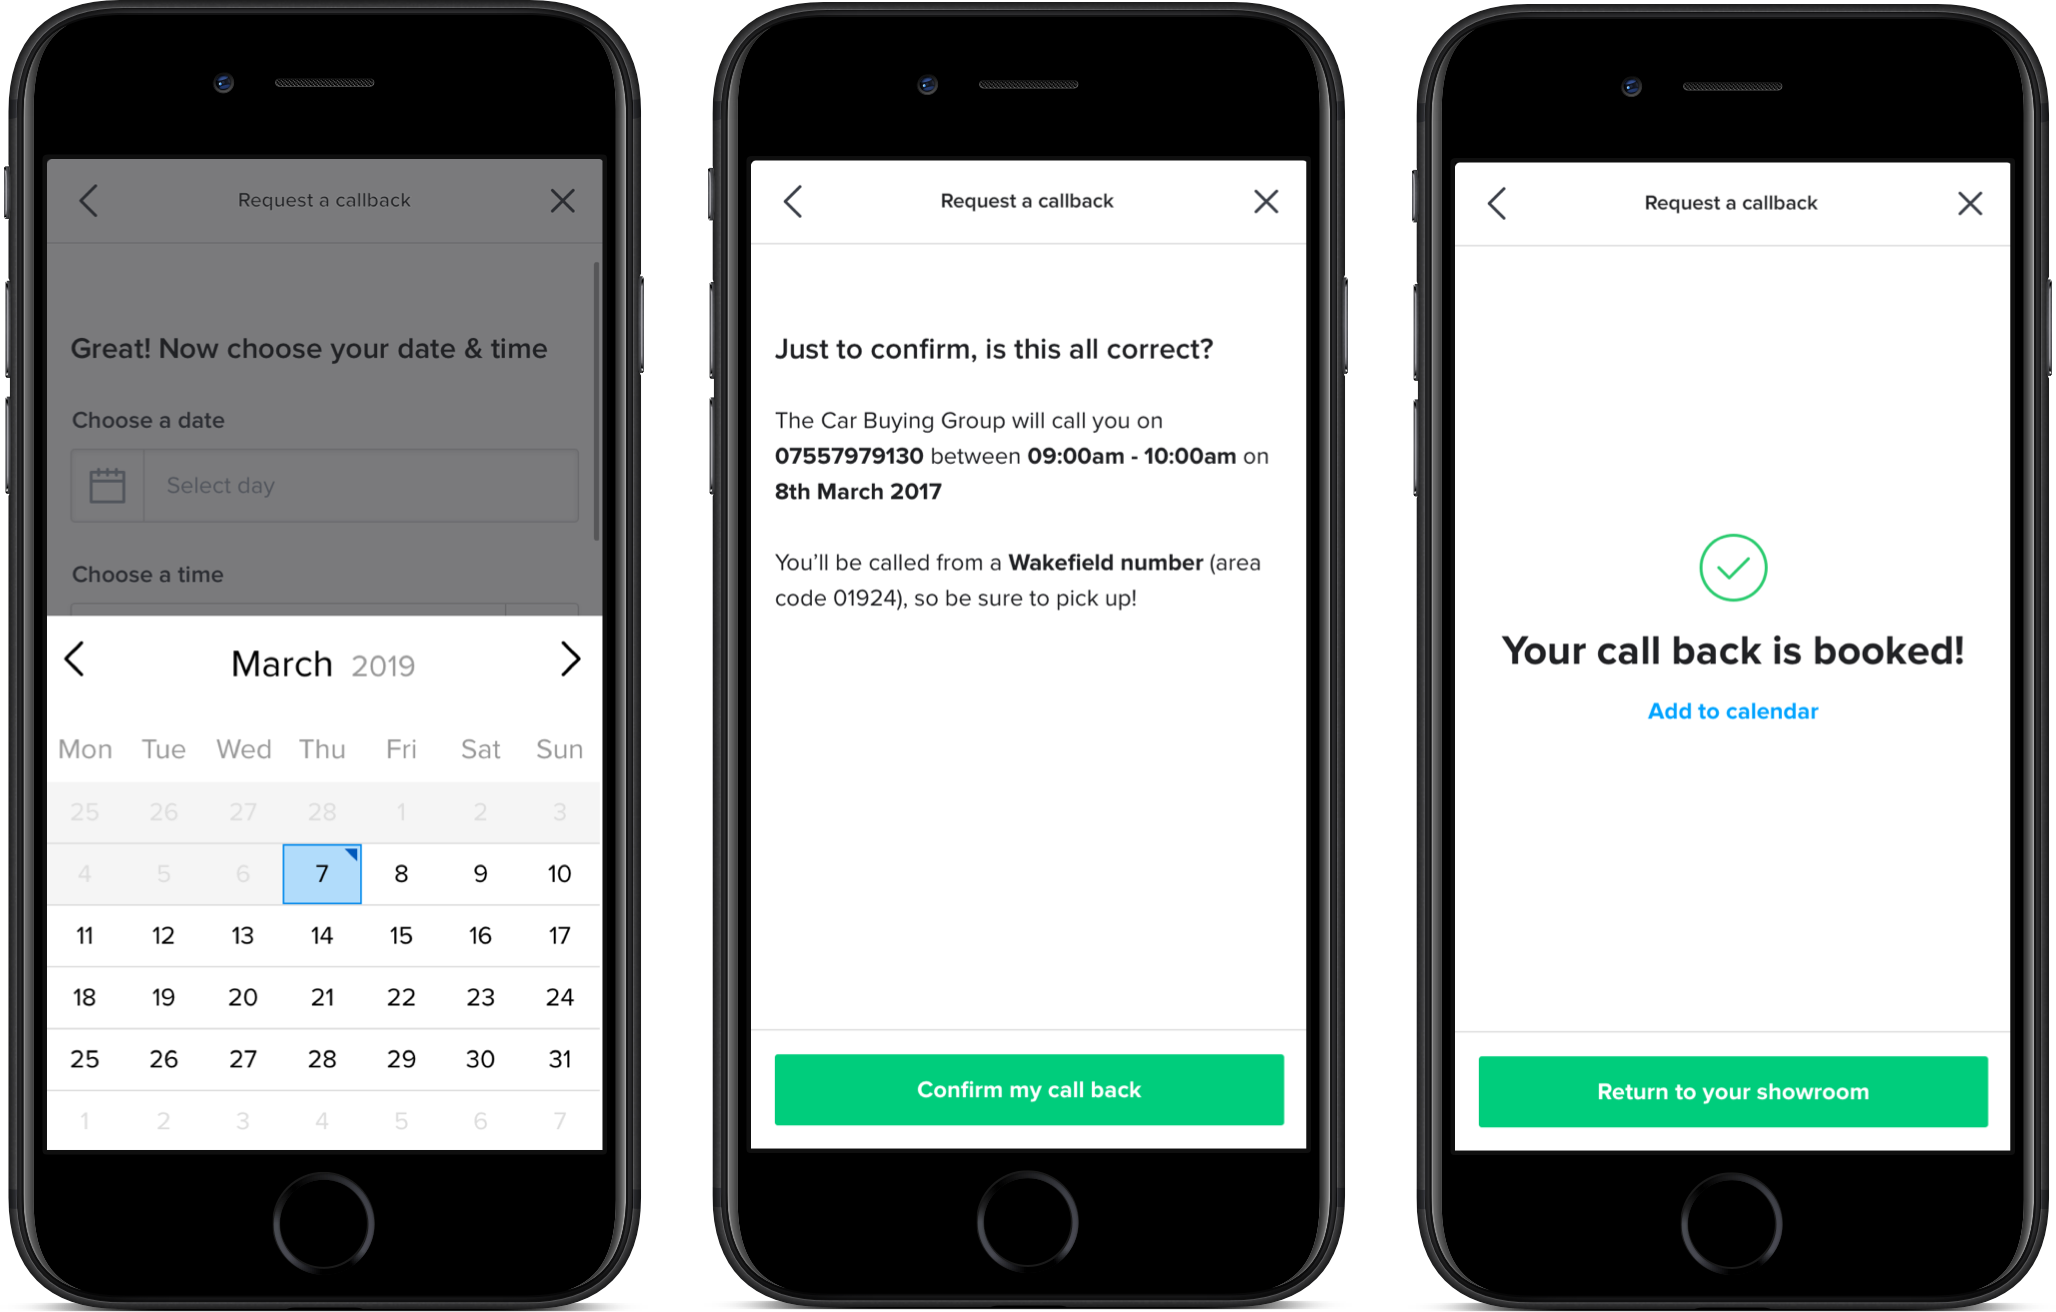 Request a callback
Great! Now choose your date & time
Choose a date
Select day
Choose a time
March 2019
Mon Tue Wed Thu Fri Sat Sun
25 26 27 28 1 2 3
4 5 6 7 8 9 10
11 12 13 14 15 16 17
18 19 20 21 22 23 24
25 26 27 28 29 30 31
1 2 3 4 5 6 7
Request a callback
Just to confirm, is this all correct?
The Car Buying Group will call you on
07557979130 between 09:00am - 10:00am on
8th March 2017
You’ll be called from a Wakefield number (area
code 01924), so be sure to pick up!
Confirm my call back
Request a callback
Your call back is booked!
Add to calendar
Return to your showroom